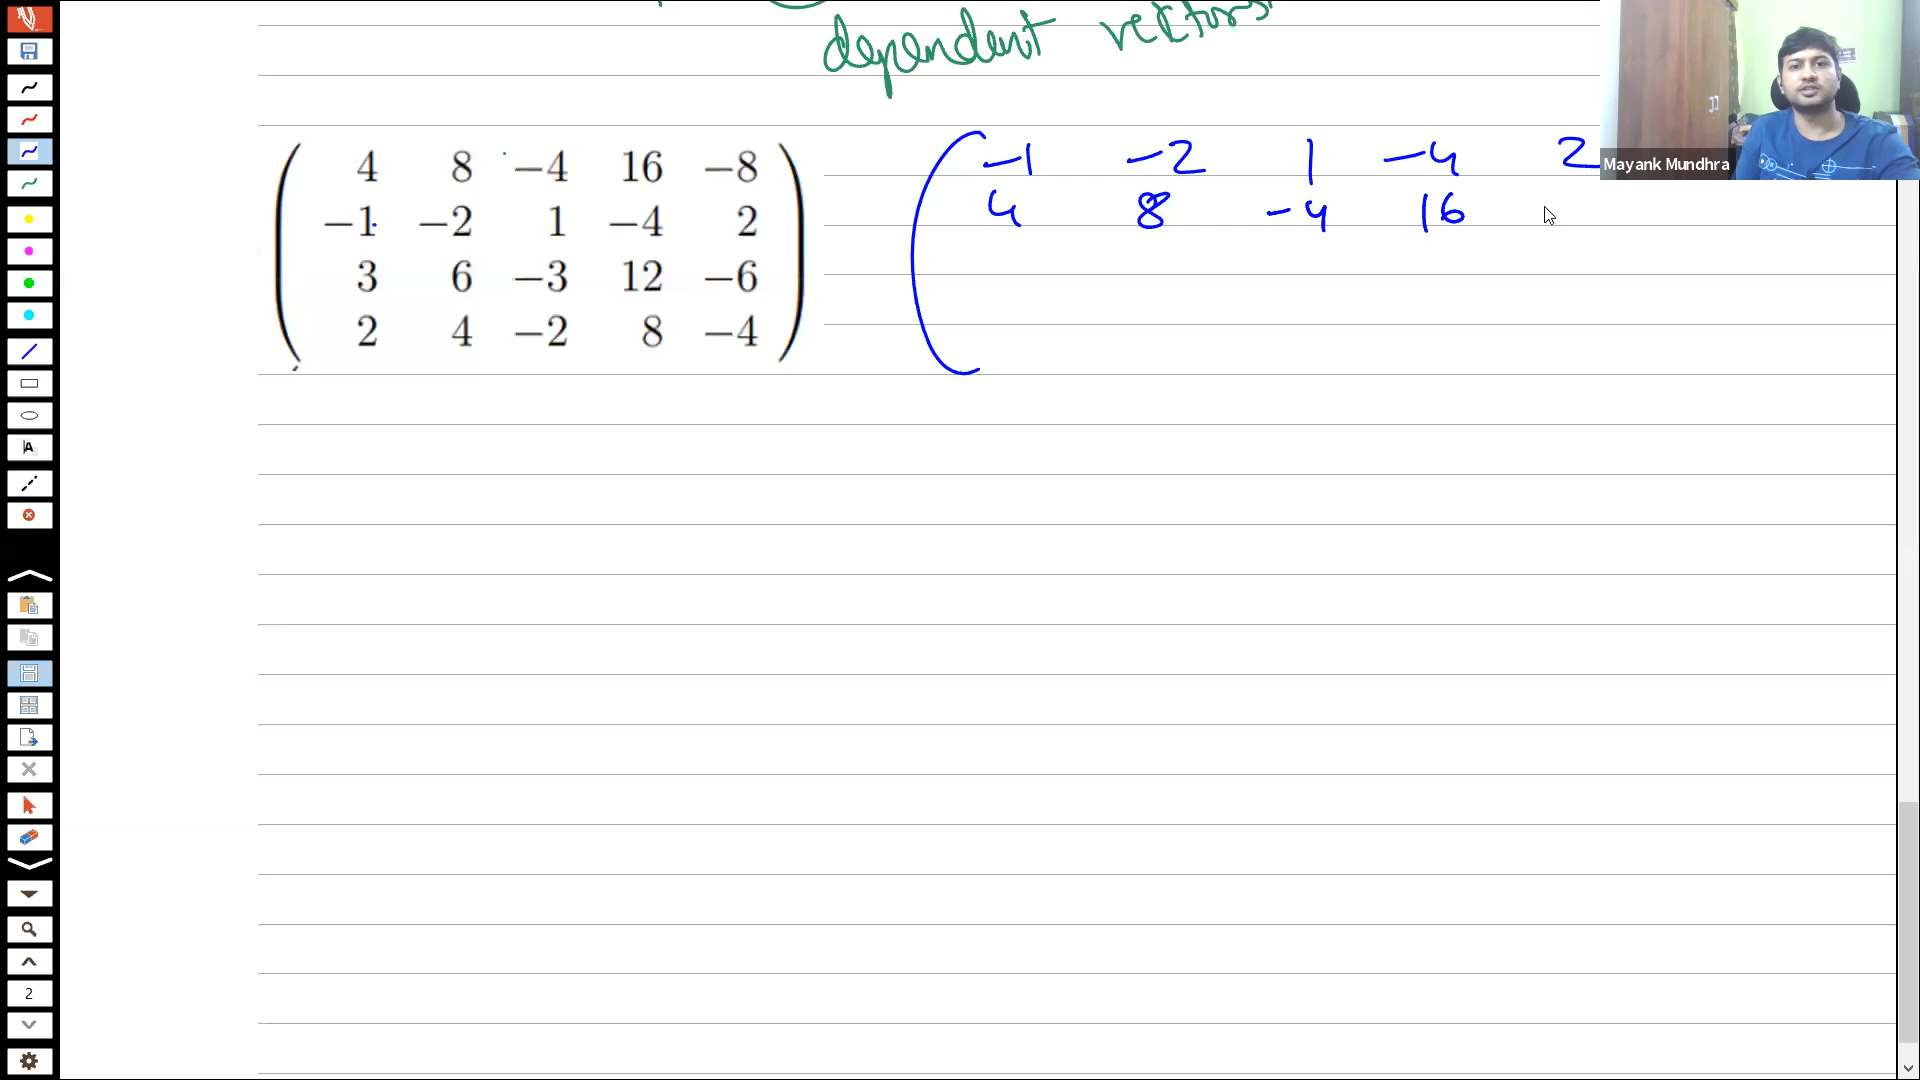 dependent vectors
4 8 −4 16 −8
−1 −2 1 −4 2
3 6 −3 12 −6
2 4 −2 8 −4
−1 −2 1 −4 2
4 8 −4 16
Mayank Mundhra
A
2